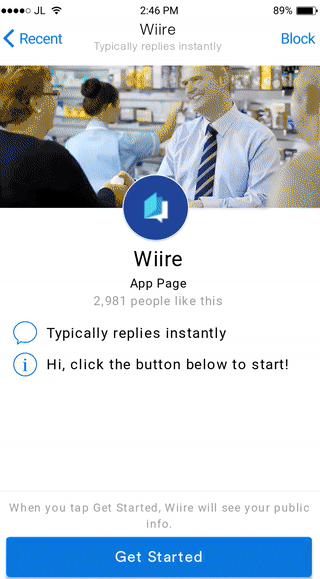 JL 2:46 PM 89%
Recent Wiire Block
Typically replies instantly
Wiire
App Page
2,981 people like this
Typically replies instantly
Hi, click the button below to start!
When you tap Get Started, Wiire will see your public
info.
Get Started